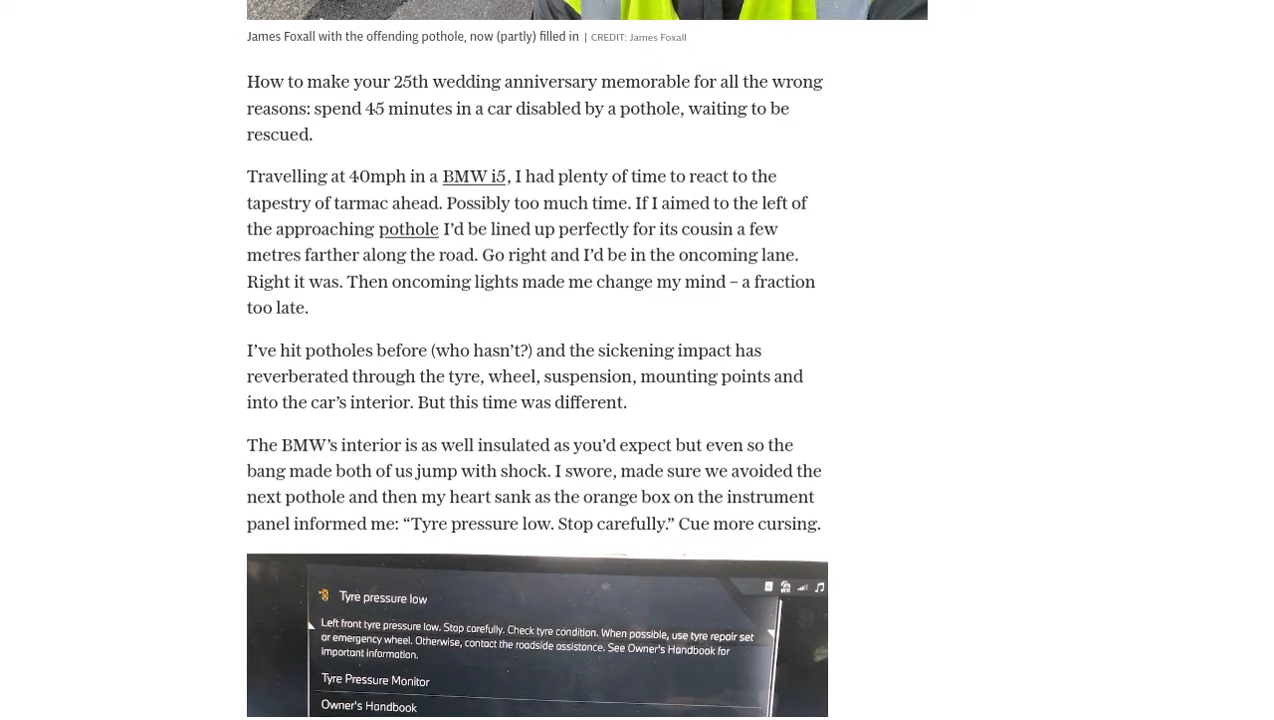 James Foxall with the offending pothole, now (partly) filled in | CREDIT: James Foxall
How to make your 25th wedding anniversary memorable for all the wrong
reasons: spend 45 minutes in a car disabled by a pothole, waiting to be
rescued.
Travelling at 40mph in a BMW i5, I had plenty of time to react to the
tapestry of tarmac ahead. Possibly too much time. If I aimed to the left of
the approaching pothole I’d be lined up perfectly for its cousin a few
metres farther along the road. Go right and I’d be in the oncoming lane.
Right it was. Then oncoming lights made me change my mind – a fraction
too late.
I’ve hit potholes before (who hasn’t?) and the sickening impact has
reverberated through the tyre, wheel, suspension, mounting points and
into the car’s interior. But this time was different.
The BMW’s interior is as well insulated as you’d expect but even so the
bang made both of us jump with shock. I swore, made sure we avoided the
next pothole and then my heart sank as the orange box on the instrument
panel informed me: “Tyre pressure low. Stop carefully.” Cue more cursing.
Tyre pressure low
Left front tyre pressure low. Stop carefully. Check tyre condition. When possible, use tyre repair set
or emergency wheel. Otherwise, contact the roadside assistance. See Owner's Handbook for
important information.
Tyre Pressure Monitor
Owner's Handbook